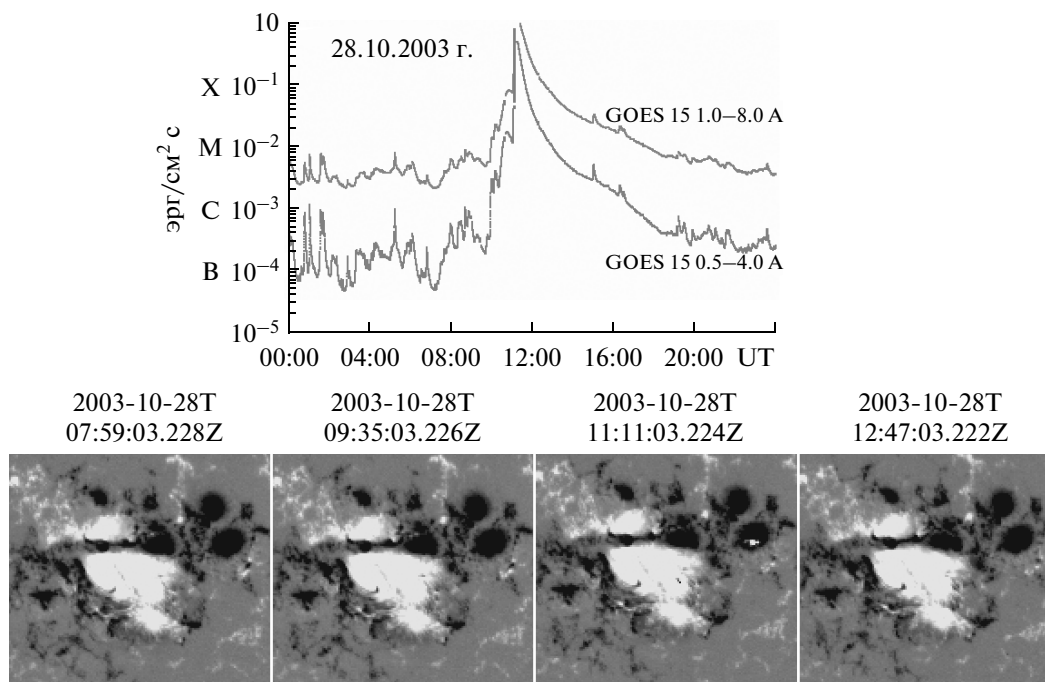 10
28.10.2003 г.
X 10⁻¹
GOES 15 1.0–8.0 A
M 10⁻²
эрг/см² с
C 10⁻³
GOES 15 0.5–4.0 A
B 10⁻⁴
10⁻⁵
00:00 04:00 08:00 12:00 16:00 20:00 UT
2003-10-28T 2003-10-28T 2003-10-28T 2003-10-28T
07:59:03.228Z 09:35:03.226Z 11:11:03.224Z 12:47:03.222Z